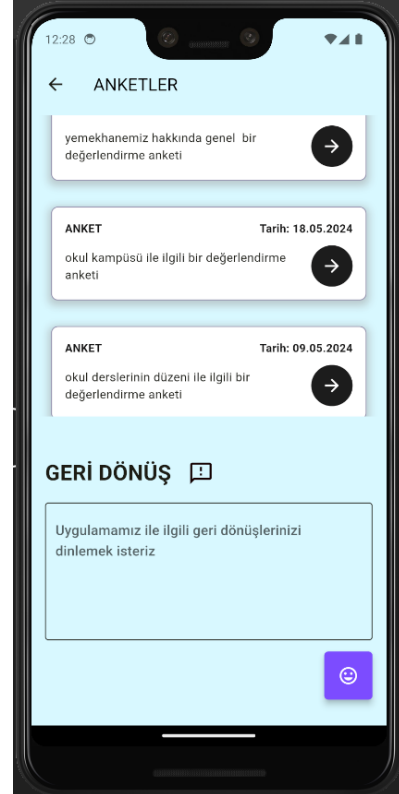 12:28
ANKETLER
yemekhanemiz hakkında genel bir
değerlendirme anketi
ANKET Tarih: 18.05.2024
okul kampüsü ile ilgili bir değerlendirme
anketi
ANKET Tarih: 09.05.2024
okul derslerinin düzeni ile ilgili bir
değerlendirme anketi
GERİ DÖNÜŞ
Uygulamamız ile ilgili geri dönüşlerinizi
dinlemek isteriz